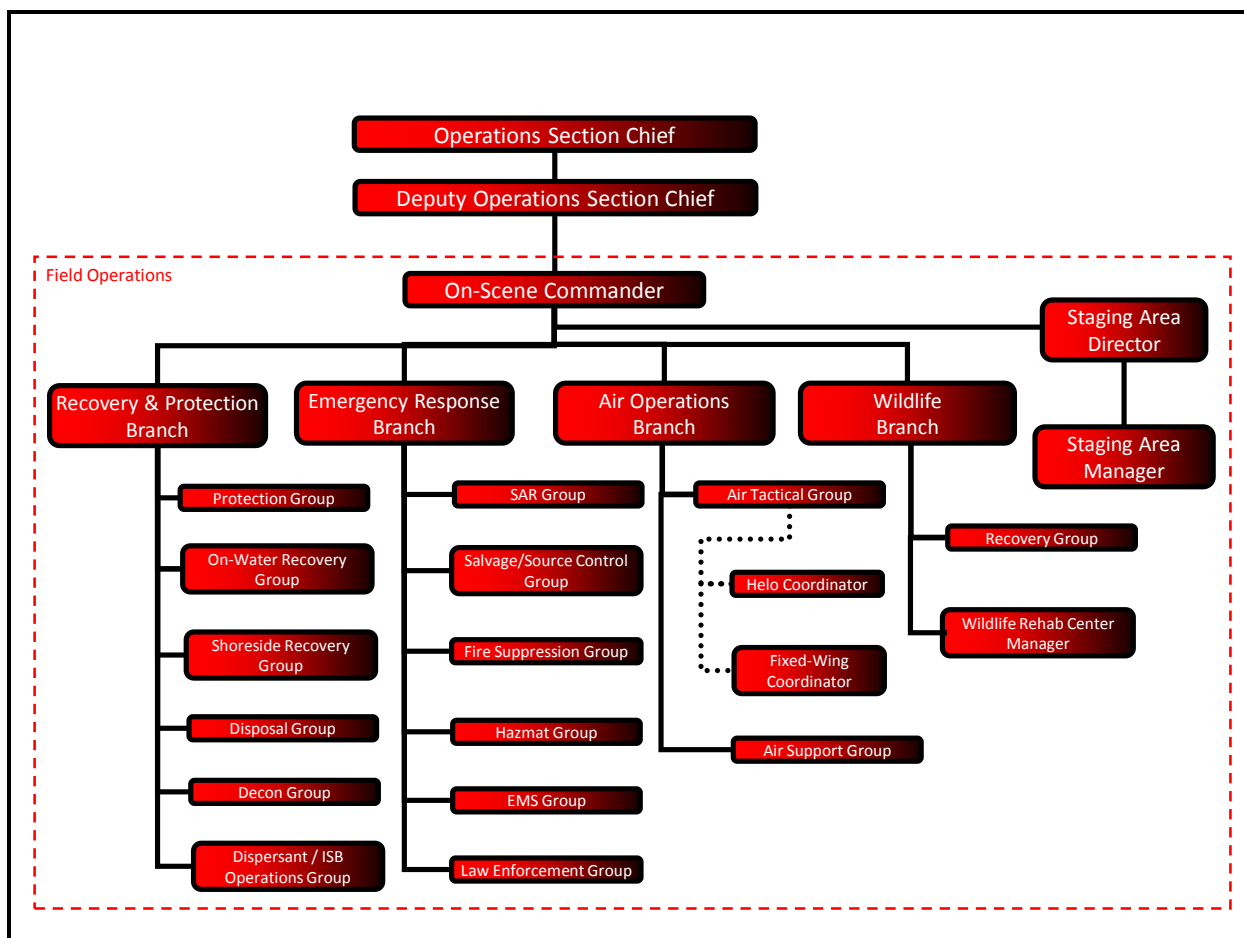 Operations Section Chief
Deputy Operations Section Chief
Field Operations
On-Scene Commander
Staging Area
Director
Recovery & Protection
Branch
Emergency Response
Branch
Air Operations
Branch
Wildlife
Branch
Staging Area
Manager
Protection Group
On-Water Recovery
Group
Shoreside Recovery
Group
Disposal Group
Decon Group
Dispersant / ISB
Operations Group
SAR Group
Salvage/Source Control
Group
Fire Suppression Group
Hazmat Group
EMS Group
Law Enforcement Group
Air Tactical Group
Helo Coordinator
Fixed-Wing
Coordinator
Air Support Group
Recovery Group
Wildlife Rehab Center
Manager